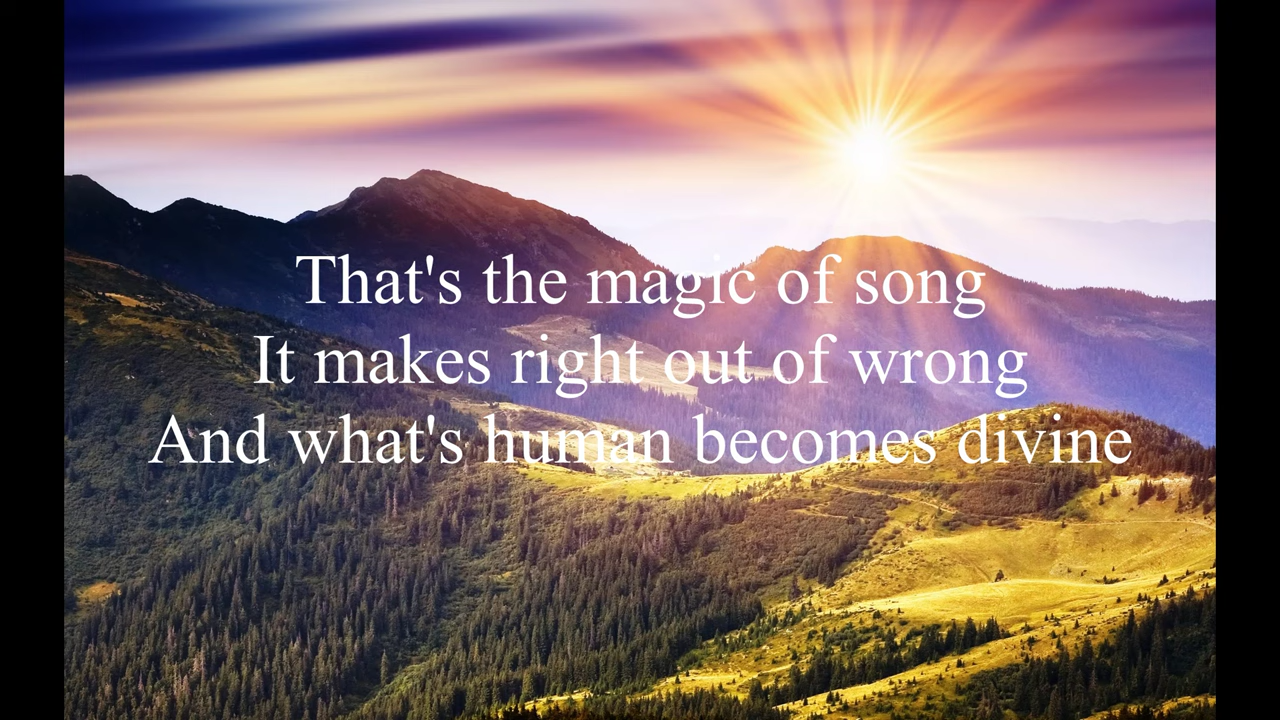 That's the magic of song
It makes right out of wrong
And what's human becomes divine